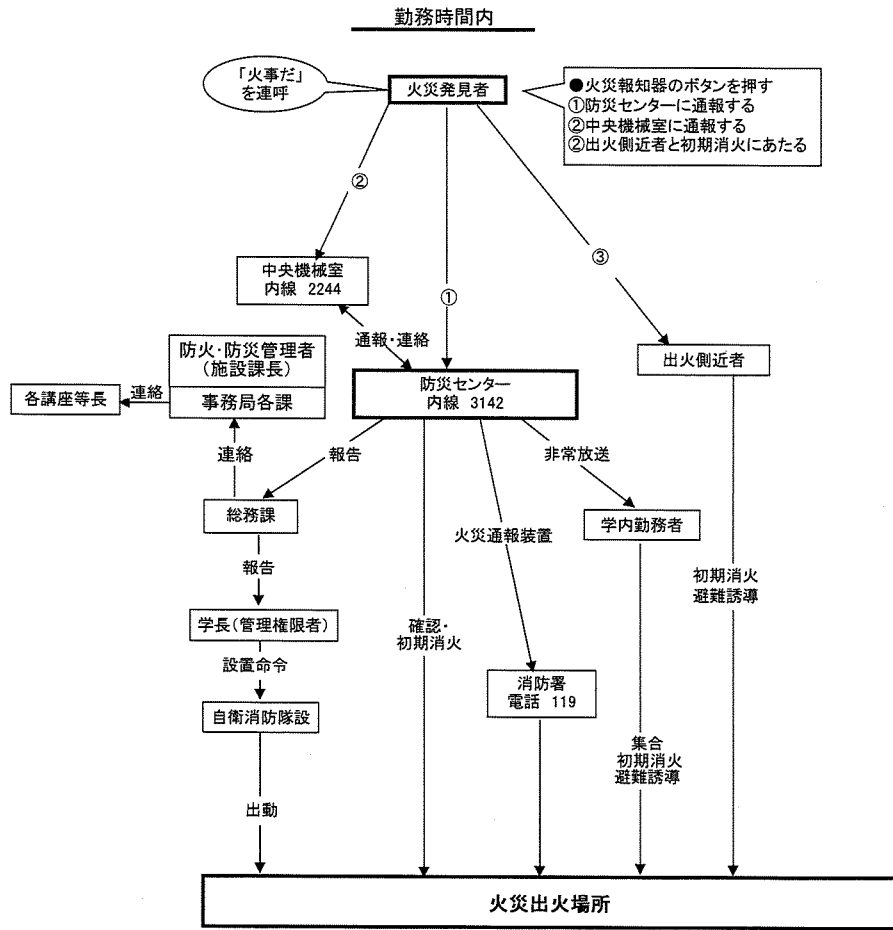 勤務時間内
「火事だ」
を連呼
火災発見者
●火災報知器のボタンを押す
①防災センターに通報する
②中央機械室に通報する
②出火側近者と初期消火にあたる
②
①
③
中央機械室
内線 2244
通報・連絡
防火・防災管理者
(施設課長)
事務局各課
連絡
各講座等長
出火側近者
防災センター
内線 3142
連絡
報告
非常放送
総務課
火災通報装置
学内勤務者
報告
初期消火
避難誘導
学長(管理権限者)
確認・
初期消火
設置命令
消防署
電話 119
自衛消防隊設
集合
初期消火
避難誘導
出動
火災出火場所